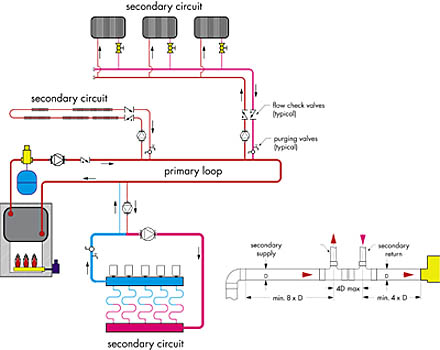 secondary circuit
secondary circuit
flow check valves
(typical)
purging valves
(typical)
primary loop
secondary
supply
secondary
return
D
D
4D max
min. 8 x D
min. 4 x D
secondary circuit